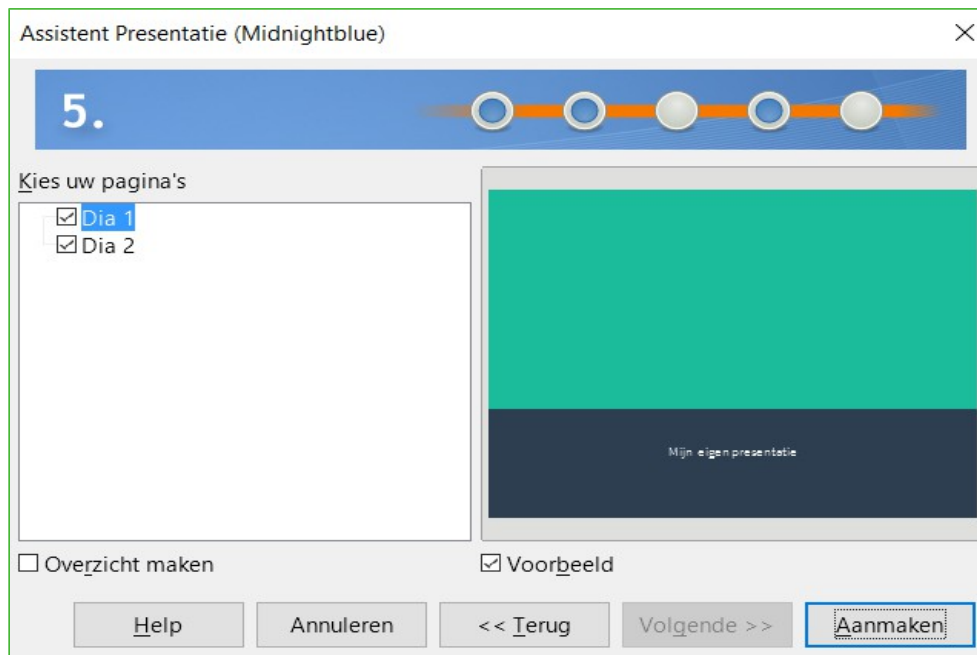 Assistent Presentatie (Midnightblue)
5.
Kies uw pagina's
Dia 1
Dia 2
Mijn eigen presentatie
Overzicht maken
Voorbeeld
Help
Annuleren
<< Terug
Volgende >>
Aanmaken